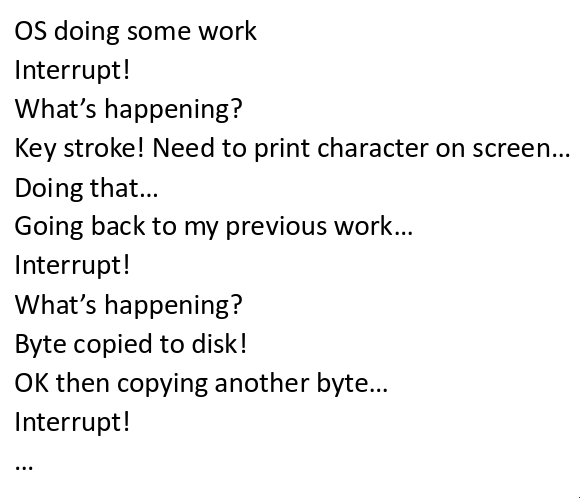 OS doing some work
Interrupt!
What’s happening?
Key stroke! Need to print character on screen…
Doing that…
Going back to my previous work…
Interrupt!
What’s happening?
Byte copied to disk!
OK then copying another byte…
Interrupt!
…